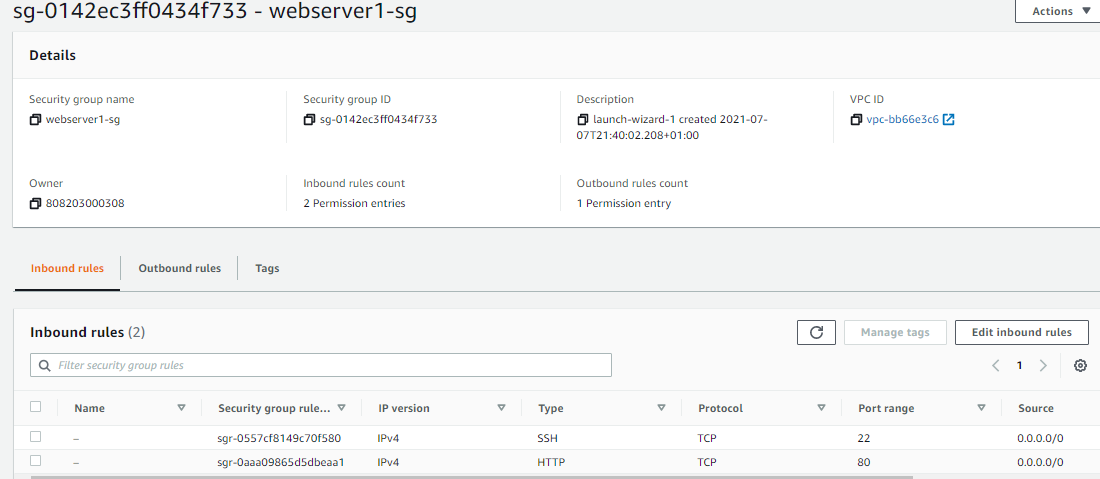 sg-0142ec3ff0434f733 - webserver1-sg
Actions
Details
Security group name
Security group ID
Description
VPC ID
webserver1-sg
sg-0142ec3ff0434f733
launch-wizard-1 created 2021-07-
07T21:40:02.208+01:00
vpc-bb66e3c6
Owner
Inbound rules count
Outbound rules count
808203000308
2 Permission entries
1 Permission entry
Inbound rules
Outbound rules
Tags
Inbound rules (2)
Manage tags
Edit inbound rules
Filter security group rules
1
Name Security group rule... IP version Type Protocol Port range Source
– sgr-0557cf8149c70f580 IPv4 SSH TCP 22 0.0.0.0/0
– sgr-0aaa09865d5dbeaa1 IPv4 HTTP TCP 80 0.0.0.0/0